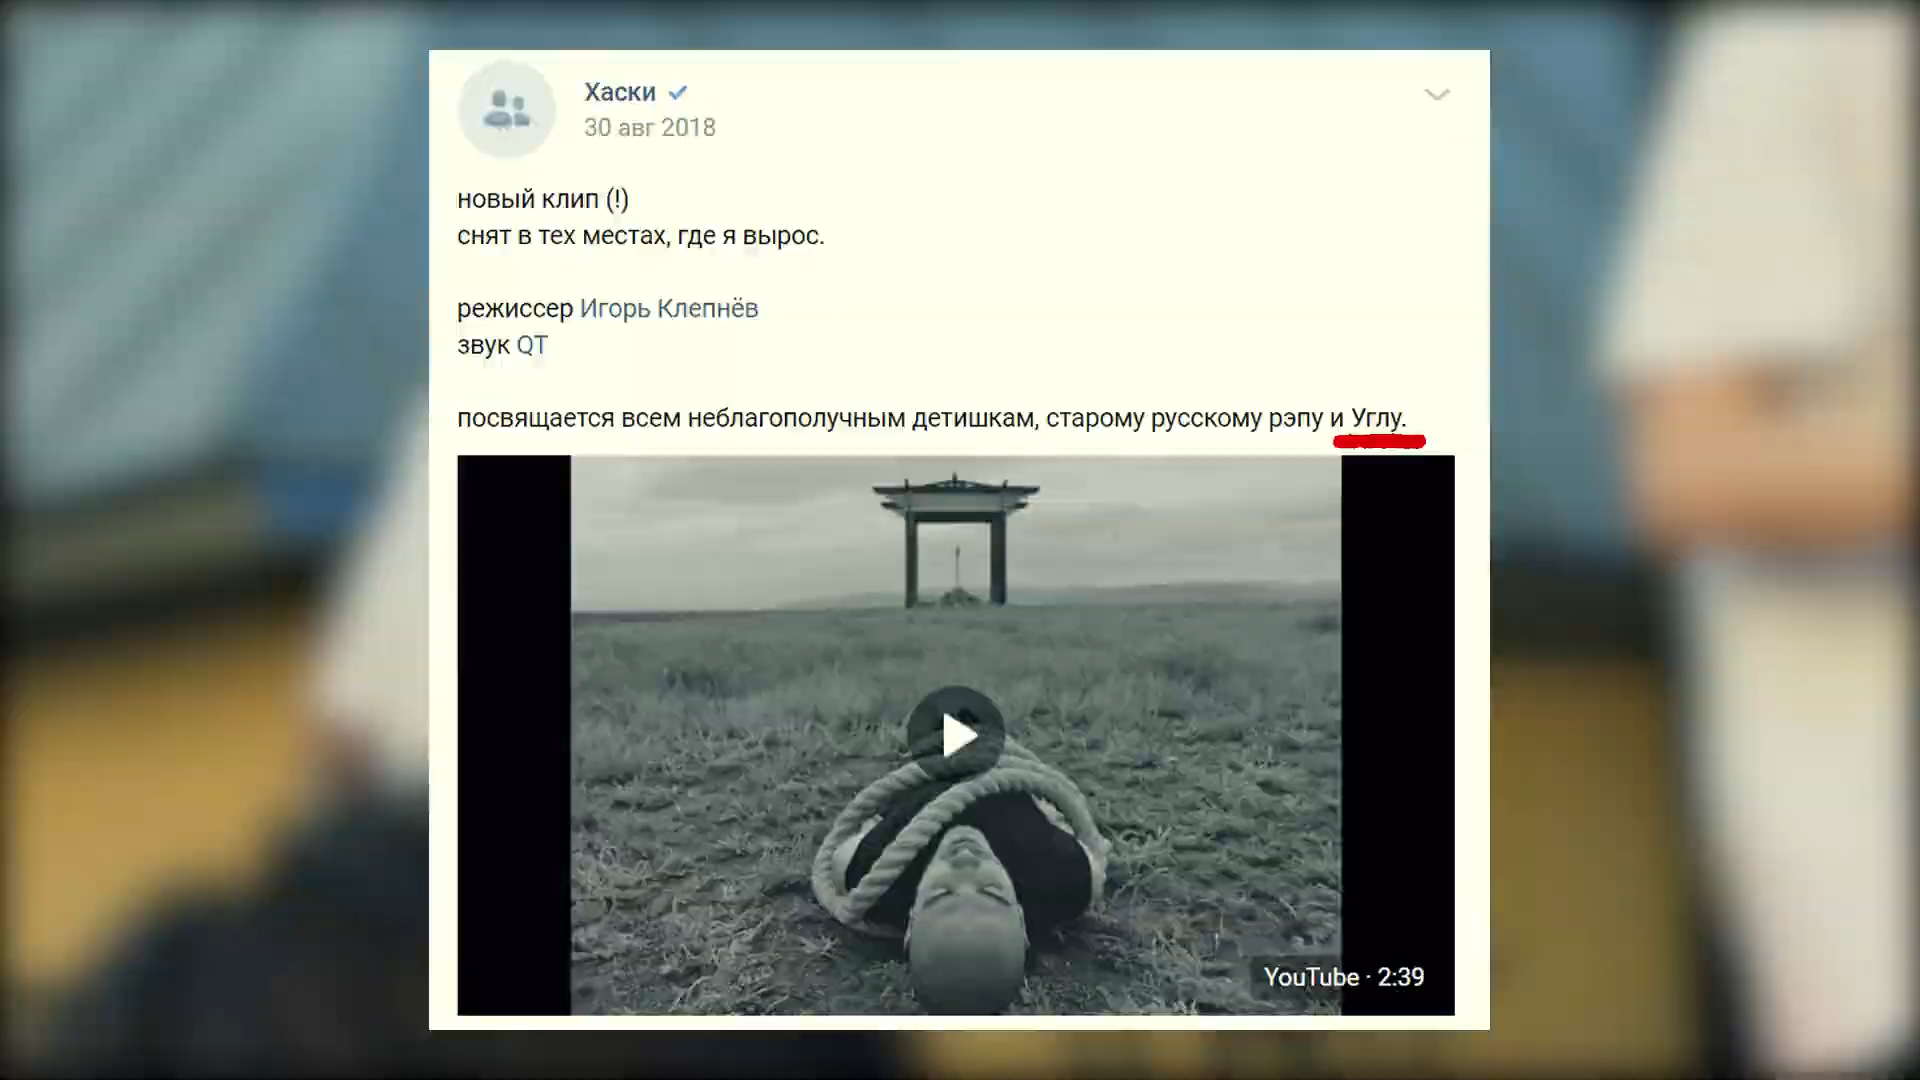 Хаски
30 авг 2018
новый клип (!)
снят в тех местах, где я вырос.
режиссер Игорь Клепнёв
звук QT
посвящается всем неблагополучным детишкам, старому русскому рэпу и Углу.
YouTube · 2:39